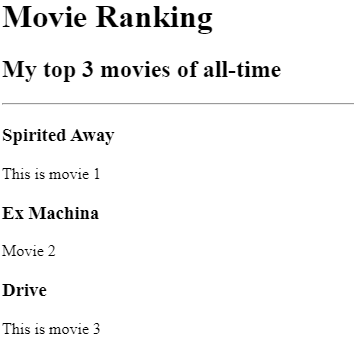 Movie Ranking
My top 3 movies of all-time
Spirited Away
This is movie 1
Ex Machina
Movie 2
Drive
This is movie 3